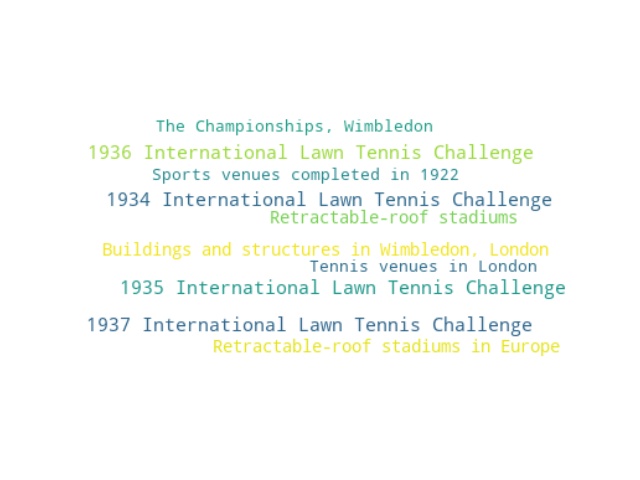 The Championships, Wimbledon
1936 International Lawn Tennis Challenge
Sports venues completed in 1922
1934 International Lawn Tennis Challenge
Retractable-roof stadiums
Buildings and structures in Wimbledon, London
Tennis venues in London
1935 International Lawn Tennis Challenge
1937 International Lawn Tennis Challenge
Retractable-roof stadiums in Europe